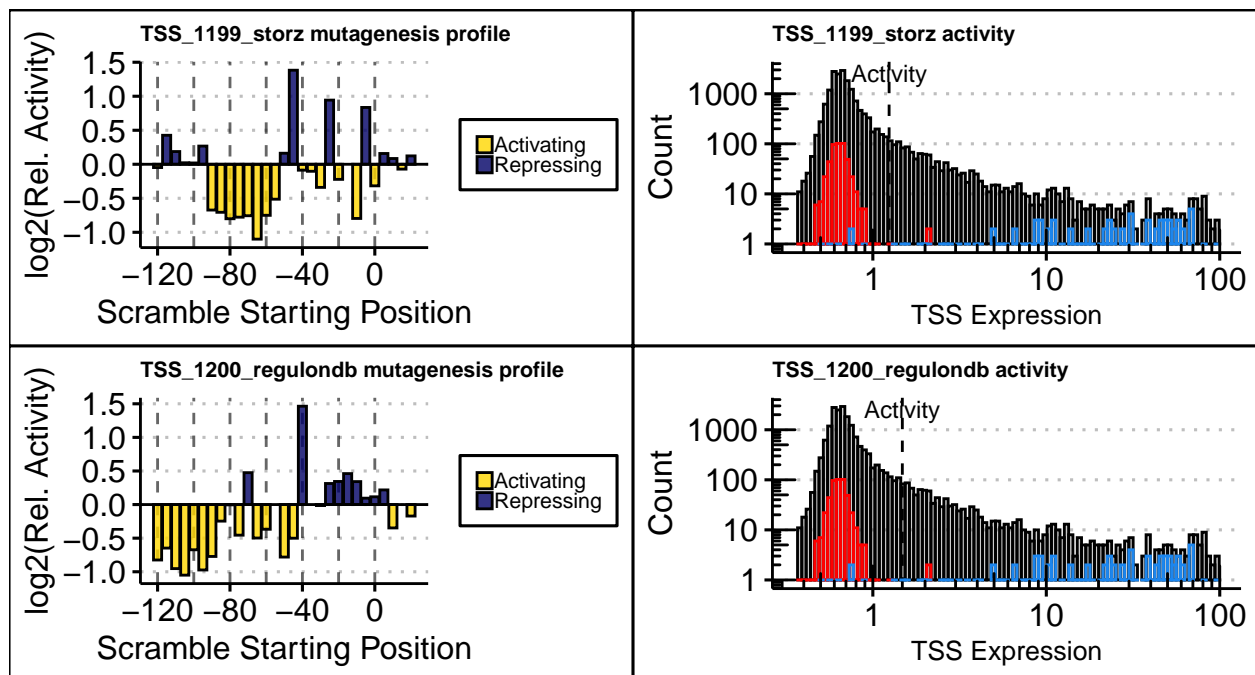 TSS_1199_storz mutagenesis profile
log2(Rel. Activity)
1.5
1.0
0.5
0.0
−0.5
−1.0
−120 −80 −40 0
Scramble Starting Position
Activating
Repressing
TSS_1199_storz activity
Activity
Count
1000
100
10
1
1 10 100
TSS Expression
TSS_1200_regulondb mutagenesis profile
log2(Rel. Activity)
1.5
1.0
0.5
0.0
−0.5
−1.0
−120 −80 −40 0
Scramble Starting Position
Activating
Repressing
TSS_1200_regulondb activity
Activity
Count
1000
100
10
1
1 10 100
TSS Expression